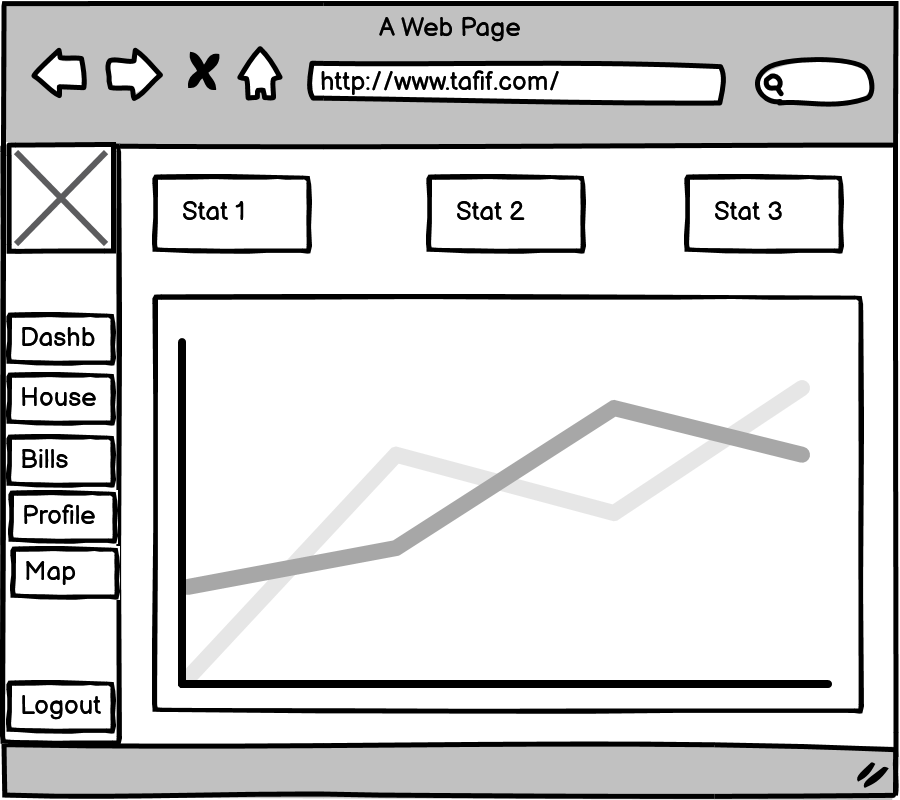 A Web Page
http://www.tafif.com/
Stat 1
Stat 2
Stat 3
Dashb
House
Bills
Profile
Map
Logout